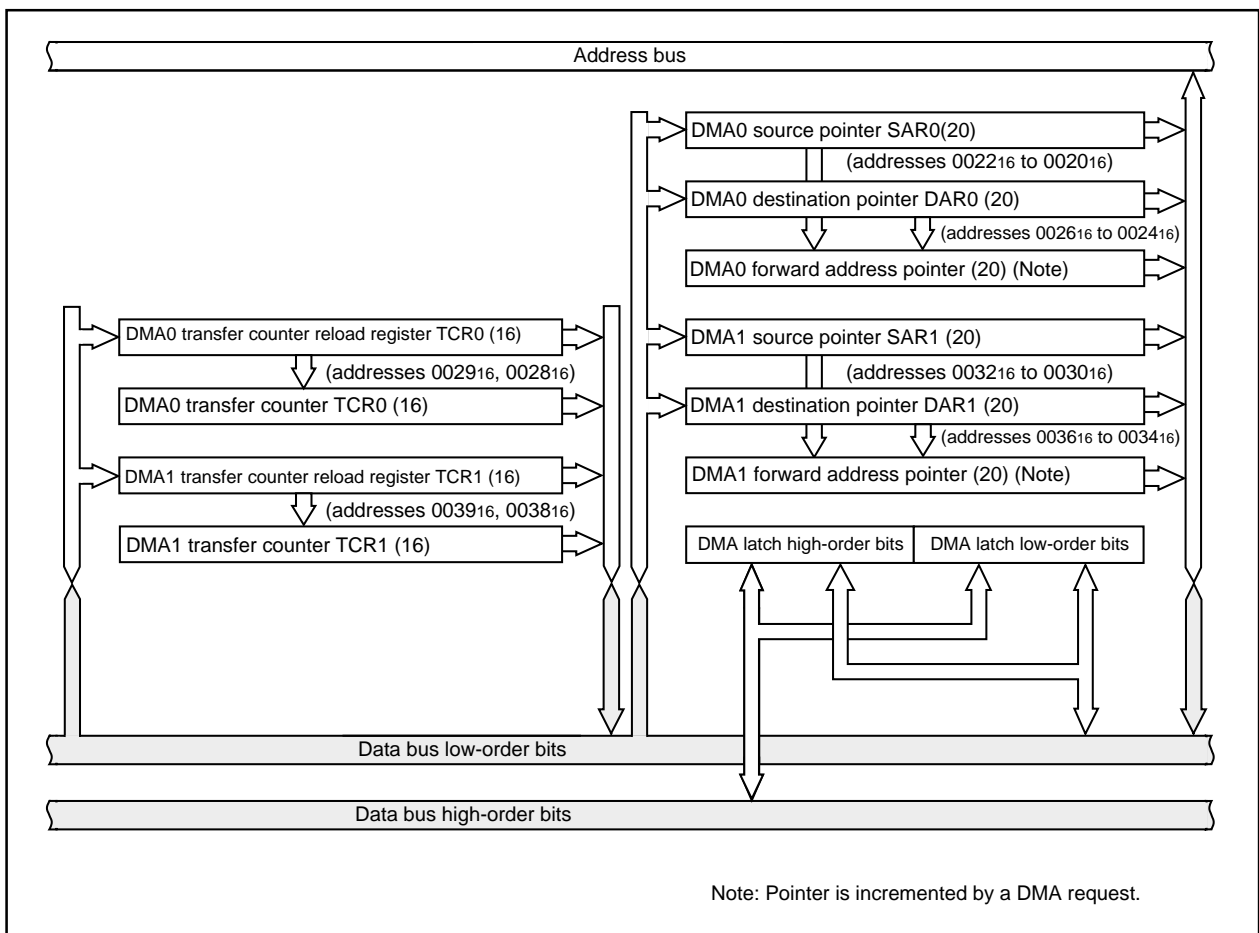 Address bus
DMA0 source pointer SAR0(20)
(addresses 002216 to 002016)
DMA0 destination pointer DAR0 (20)
(addresses 002616 to 002416)
DMA0 forward address pointer (20) (Note)
DMA0 transfer counter reload register TCR0 (16)
(addresses 002916, 002816)
DMA0 transfer counter TCR0 (16)
DMA1 transfer counter reload register TCR1 (16)
(addresses 003916, 003816)
DMA1 transfer counter TCR1 (16)
DMA1 source pointer SAR1 (20)
(addresses 003216 to 003016)
DMA1 destination pointer DAR1 (20)
(addresses 003616 to 003416)
DMA1 forward address pointer (20) (Note)
DMA latch high-order bits
DMA latch low-order bits
Data bus low-order bits
Data bus high-order bits
Note: Pointer is incremented by a DMA request.